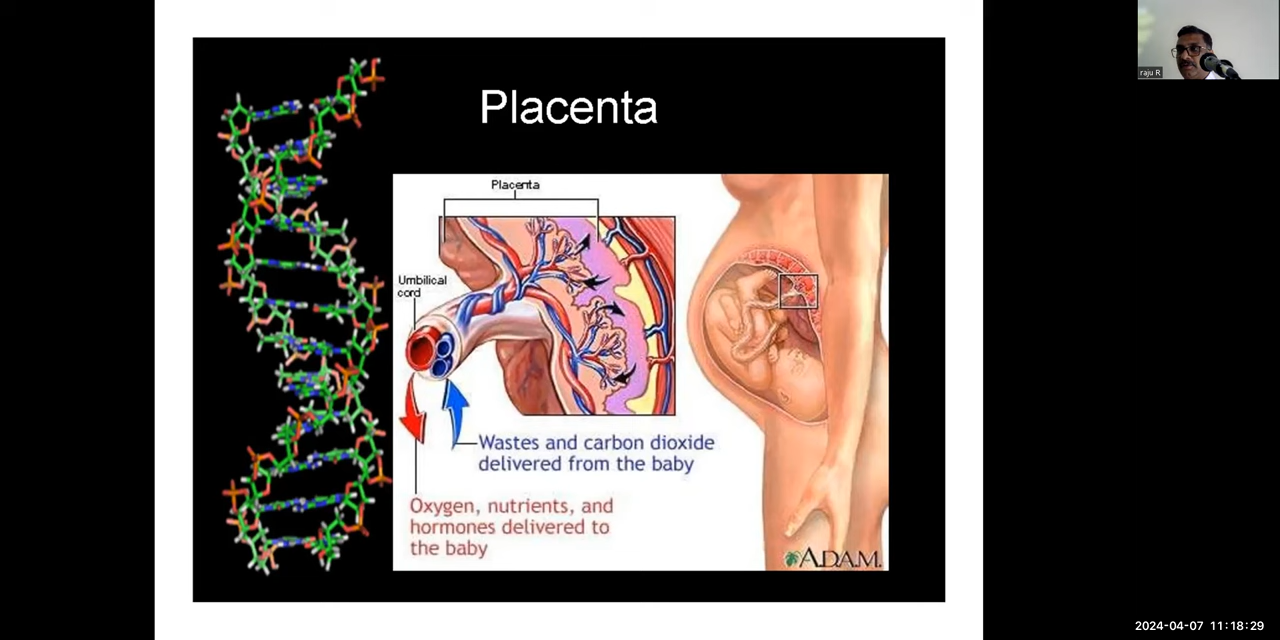 raju R
Placenta
Placenta
Umbilical
cord
Wastes and carbon dioxide
delivered from the baby
Oxygen, nutrients, and
hormones delivered to
the baby
A.D.A.M.
2024-04-07 11:18:29